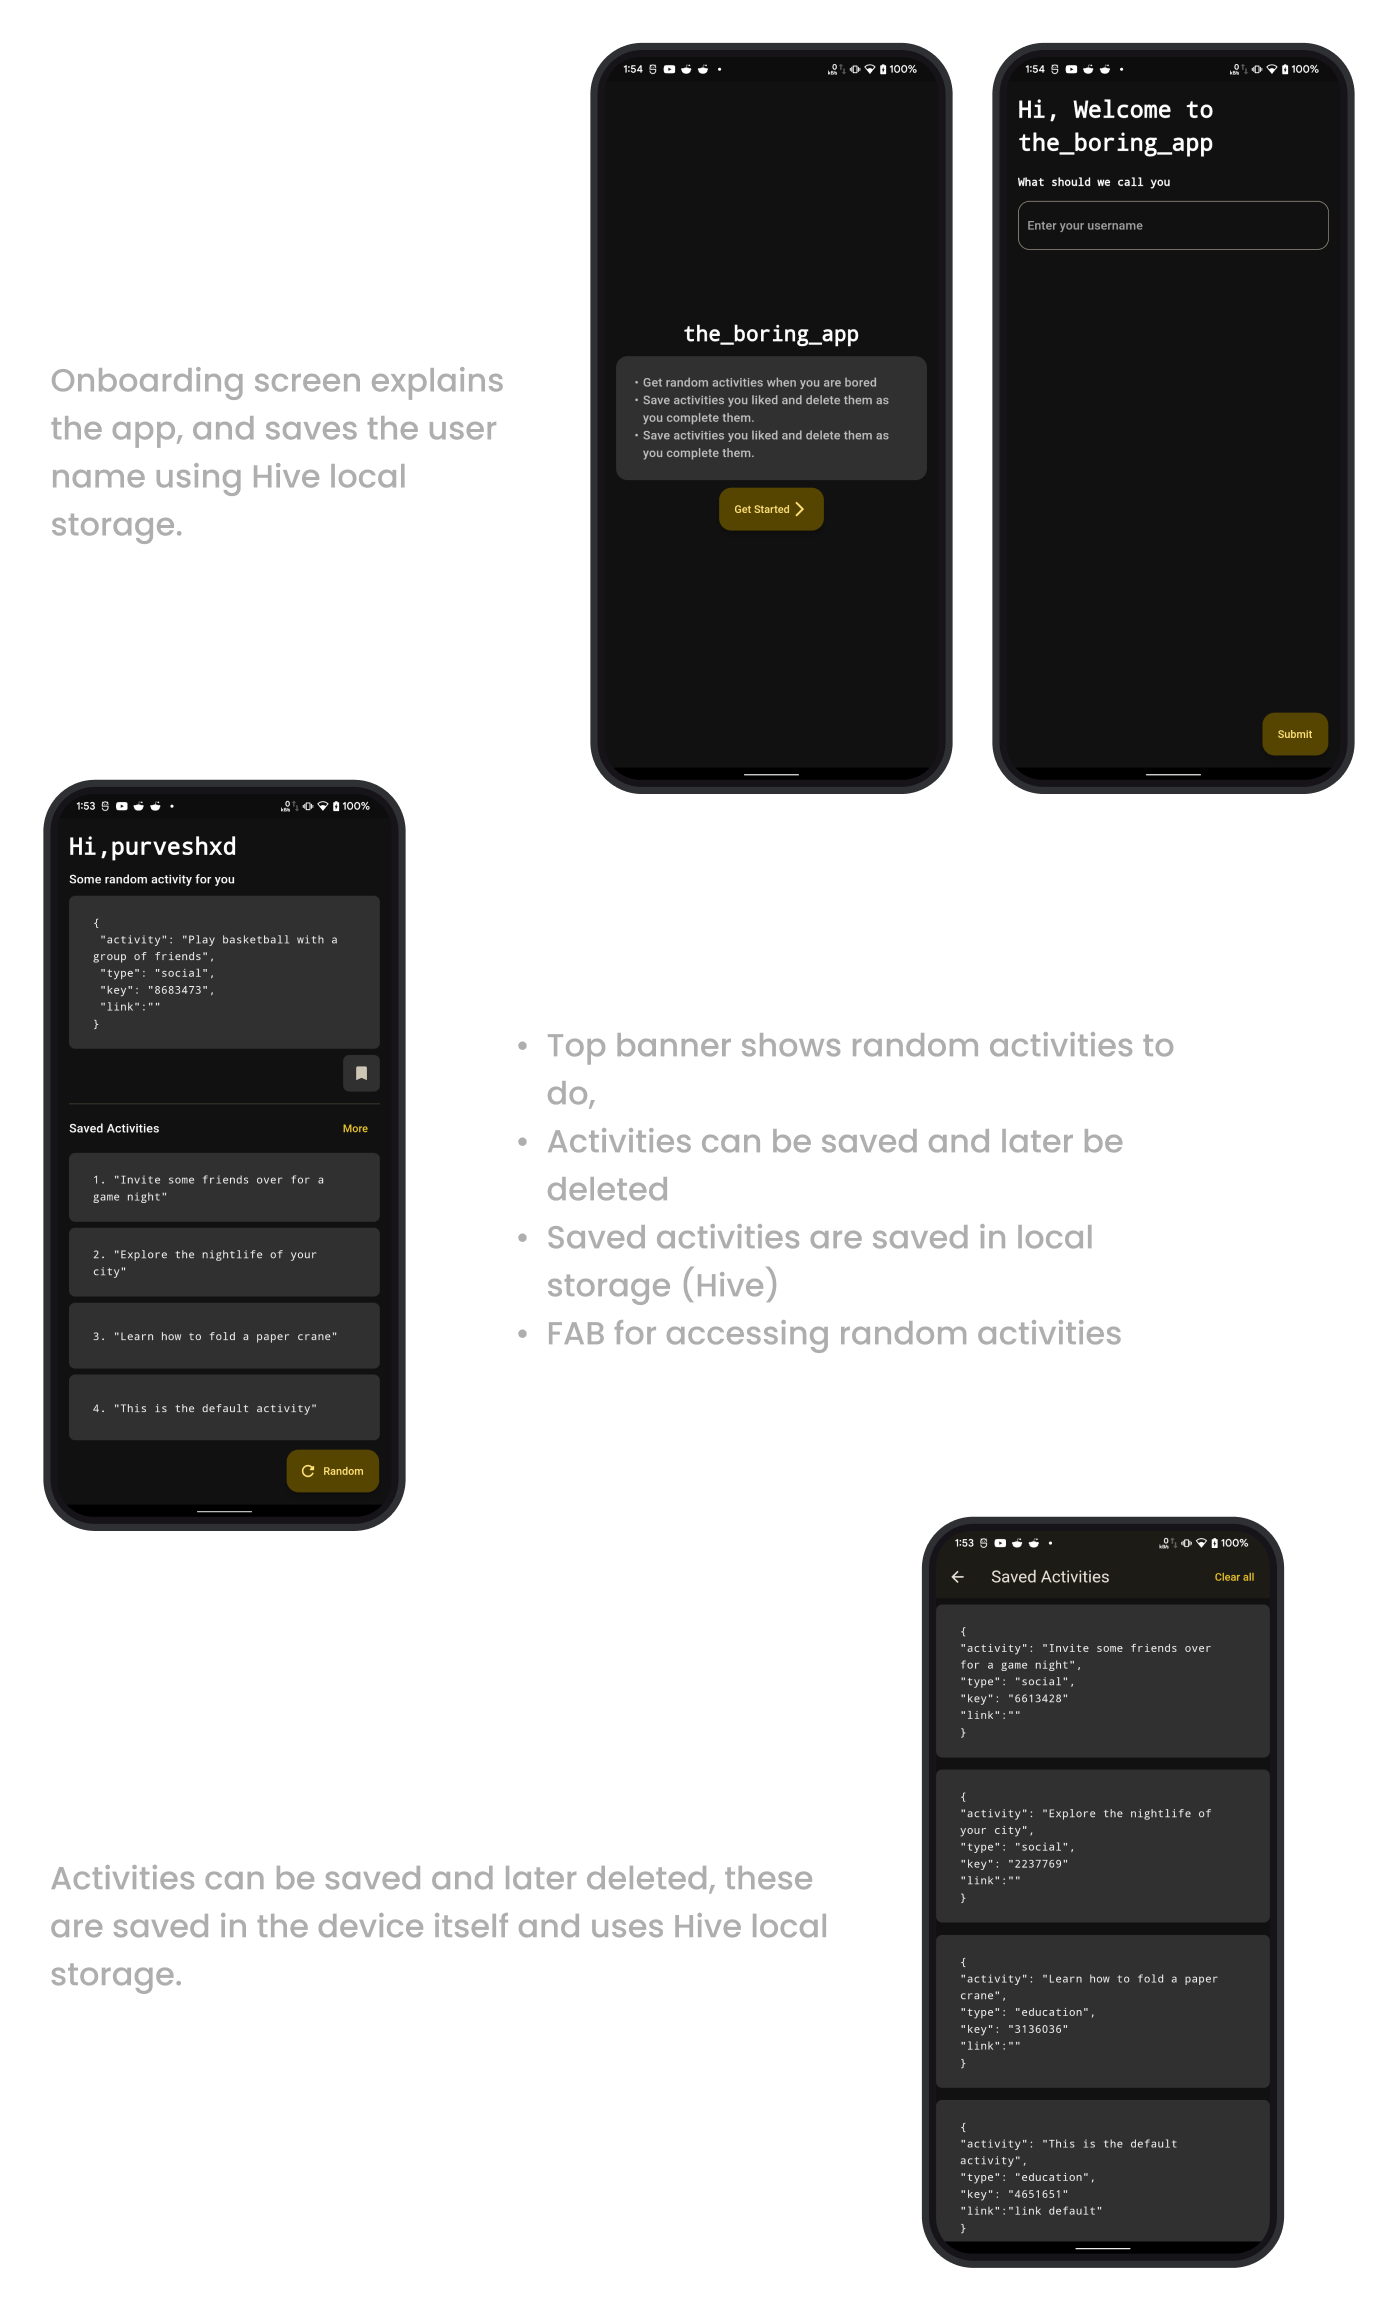 1:54
0
kB/s
100%
the_boring_app
• Get random activities when you are bored
• Save activities you liked and delete them as
you complete them.
• Save activities you liked and delete them as
you complete them.
Get Started
1:54
0
kB/s
100%
Hi, Welcome to
the_boring_app
What should we call you
Enter your username
Submit
Onboarding screen explains
the app, and saves the user
name using Hive local
storage.
1:53
0
kB/s
100%
Hi,purveshxd
Some random activity for you
{
"activity": "Play basketball with a
group of friends",
"type": "social",
"key": "8683473",
"link":""
}
Saved Activities
More
1. "Invite some friends over for a
game night"
2. "Explore the nightlife of your
city"
3. "Learn how to fold a paper crane"
4. "This is the default activity"
Random
• Top banner shows random activities to
do,
• Activities can be saved and later be
deleted
• Saved activities are saved in local
storage (Hive)
• FAB for accessing random activities
1:53
0
kB/s
100%
Saved Activities
Clear all
{
"activity": "Invite some friends over
for a game night",
"type": "social",
"key": "6613428"
"link":""
}
{
"activity": "Explore the nightlife of
your city",
"type": "social",
"key": "2237769"
"link":""
}
{
"activity": "Learn how to fold a paper
crane",
"type": "education",
"key": "3136036"
"link":""
}
{
"activity": "This is the default
activity",
"type": "education",
"key": "4651651"
"link":"link default"
}
Activities can be saved and later deleted, these
are saved in the device itself and uses Hive local
storage.